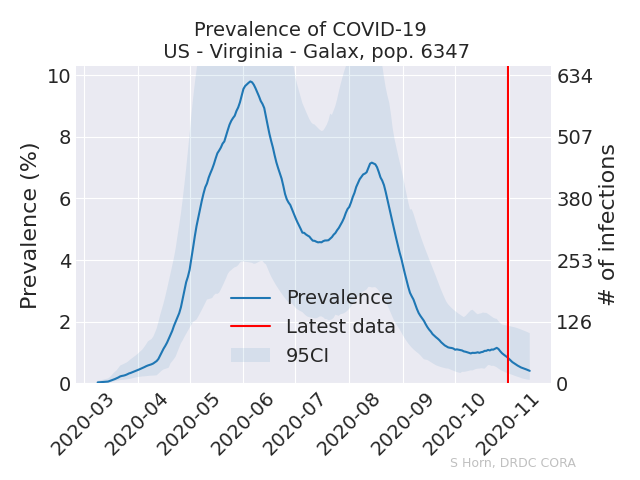 Prevalence of COVID-19
US - Virginia - Galax, pop. 6347
Prevalence (%)
10
8
6
4
2
0
634
507
380
253
126
0
# of infections
Prevalence
Latest data
95CI
2020-03
2020-04
2020-05
2020-06
2020-07
2020-08
2020-09
2020-10
2020-11
S Horn, DRDC CORA